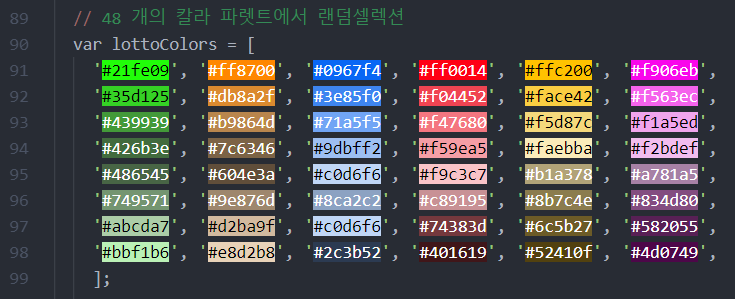 89 // 48 개의 칼라 파렛트에서 랜덤셀렉션
90 var lottoColors = [
91 '#21fe09', '#ff8700', '#0967f4', '#ff0014', '#ffc200', '#f906eb',
92 '#35d125', '#db8a2f', '#3e85f0', '#f04452', '#face42', '#f563ec',
93 '#439939', '#b9864d', '#71a5f5', '#f47680', '#f5d87c', '#f1a5ed',
94 '#426b3e', '#7c6346', '#9dbff2', '#f59ea5', '#faebba', '#f2bdef',
95 '#486545', '#604e3a', '#c0d6f6', '#f9c3c7', '#b1a378', '#a781a5',
96 '#749571', '#9e876d', '#8ca2c2', '#c89195', '#8b7c4e', '#834d80',
97 '#abcda7', '#d2ba9f', '#c0d6f6', '#74383d', '#6c5b27', '#582055',
98 '#bbf1b6', '#e8d2b8', '#2c3b52', '#401619', '#52410f', '#4d0749',
99 ];